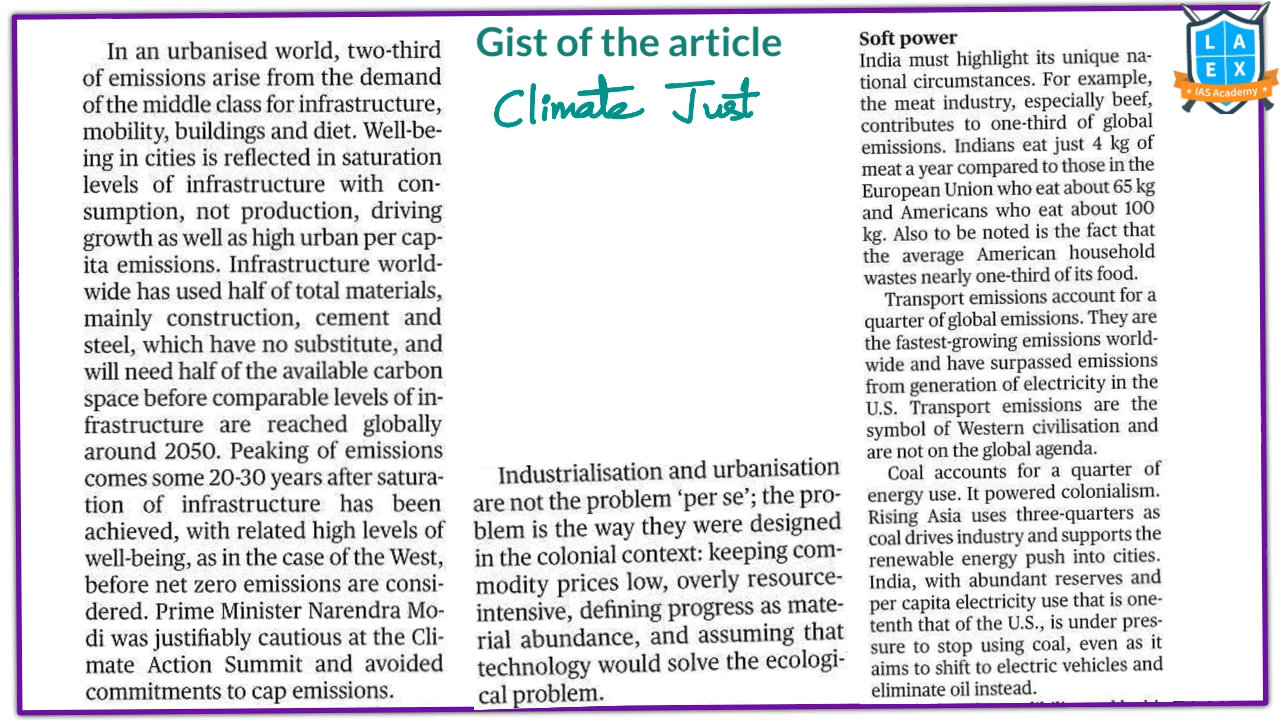 In an urbanised world, two-third
of emissions arise from the demand
of the middle class for infrastructure,
mobility, buildings and diet. Well-be-
ing in cities is reflected in saturation
levels of infrastructure with con-
sumption, not production, driving
growth as well as high urban per cap-
ita emissions. Infrastructure world-
wide has used half of total materials,
mainly construction, cement and
steel, which have no substitute, and
will need half of the available carbon
space before comparable levels of in-
frastructure are reached globally
around 2050. Peaking of emissions
comes some 20-30 years after satura-
tion of infrastructure has been
achieved, with related high levels of
well-being, as in the case of the West,
before net zero emissions are consi-
dered. Prime Minister Narendra Mo-
di was justifiably cautious at the Cli-
mate Action Summit and avoided
commitments to cap emissions.
Gist of the article
Climate Just
Industrialisation and urbanisation
are not the problem ‘per se’; the pro-
blem is the way they were designed
in the colonial context: keeping com-
modity prices low, overly resource-
intensive, defining progress as mate-
rial abundance, and assuming that
technology would solve the ecologi-
cal problem.
Soft power
India must highlight its unique na-
tional circumstances. For example,
the meat industry, especially beef,
contributes to one-third of global
emissions. Indians eat just 4 kg of
meat a year compared to those in the
European Union who eat about 65 kg
and Americans who eat about 100
kg. Also to be noted is the fact that
the average American household
wastes nearly one-third of its food.
Transport emissions account for a
quarter of global emissions. They are
the fastest-growing emissions world-
wide and have surpassed emissions
from generation of electricity in the
U.S. Transport emissions are the
symbol of Western civilisation and
are not on the global agenda.
Coal accounts for a quarter of
energy use. It powered colonialism.
Rising Asia uses three-quarters as
coal drives industry and supports the
renewable energy push into cities.
India, with abundant reserves and
per capita electricity use that is one-
tenth that of the U.S., is under pres-
sure to stop using coal, even as it
aims to shift to electric vehicles and
eliminate oil instead.
L A
E X
IAS Academy